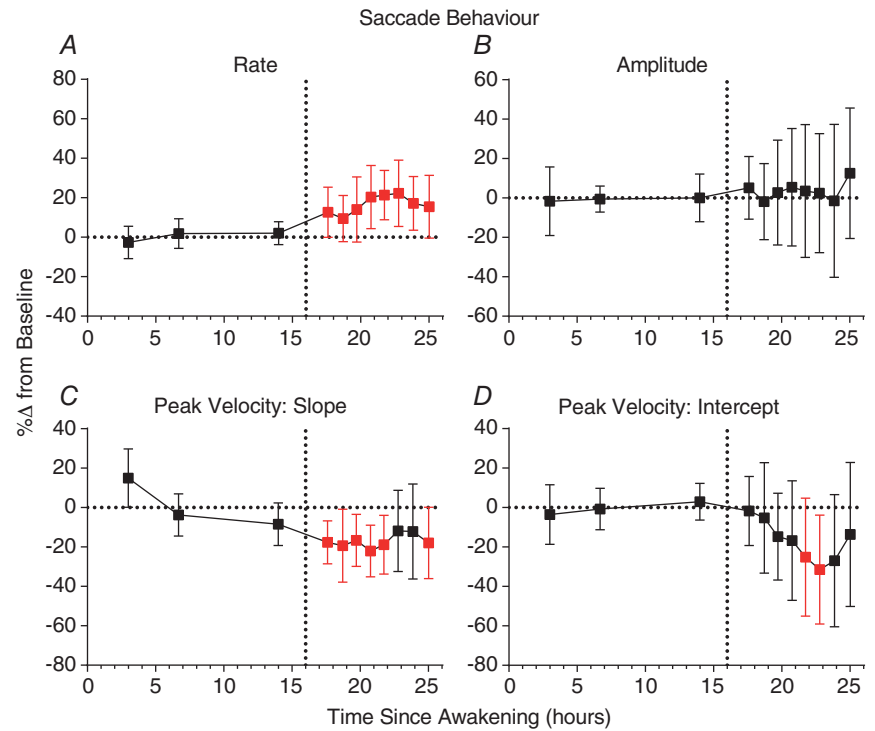 Saccade Behaviour
A
Rate
80
60
40
20
0
-20
-40
0 5 10 15 20 25
B
Amplitude
60
40
20
0
-20
-40
-60
0 5 10 15 20 25
%Δ from Baseline
C
Peak Velocity: Slope
40
20
0
-20
-40
-60
-80
0 5 10 15 20 25
D
Peak Velocity: Intercept
40
20
0
-20
-40
-60
-80
0 5 10 15 20 25
Time Since Awakening (hours)